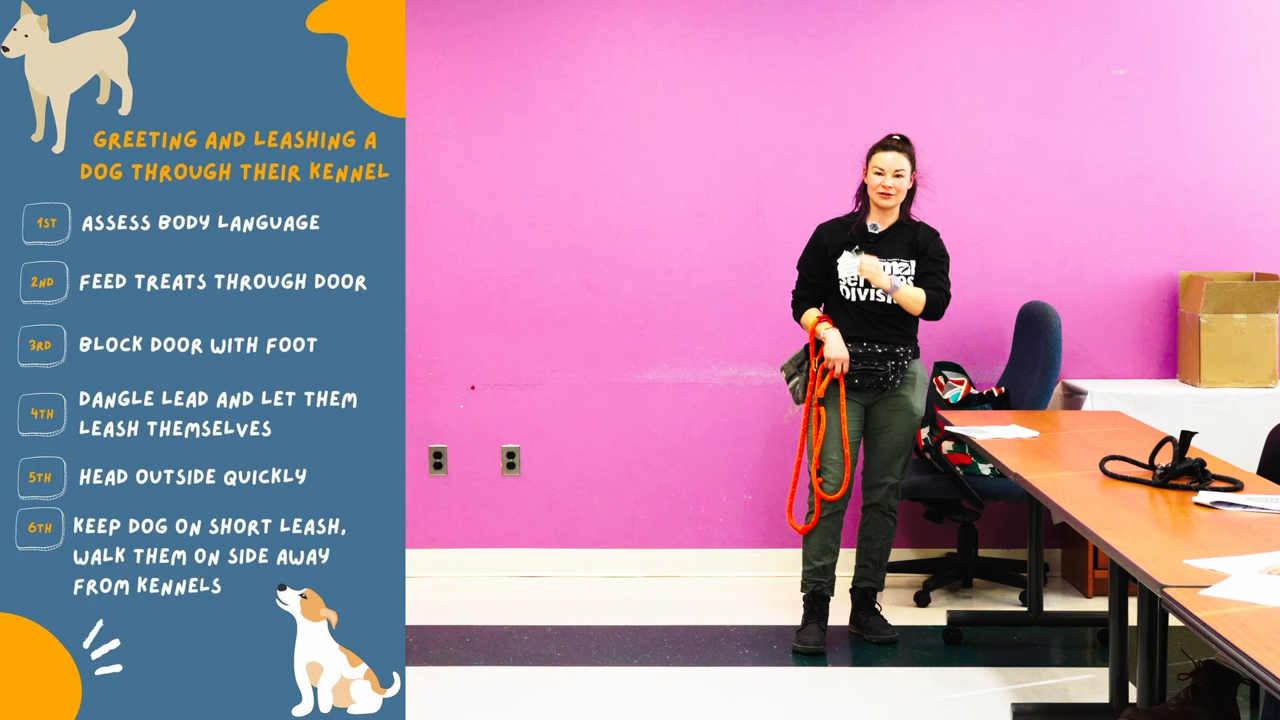 GREETING AND LEASHING A
DOG THROUGH THEIR KENNEL
1ST
ASSESS BODY LANGUAGE
2ND
FEED TREATS THROUGH DOOR
3RD
BLOCK DOOR WITH FOOT
4TH
DANGLE LEAD AND LET THEM
LEASH THEMSELVES
5TH
HEAD OUTSIDE QUICKLY
6TH
KEEP DOG ON SHORT LEASH,
WALK THEM ON SIDE AWAY
FROM KENNELS